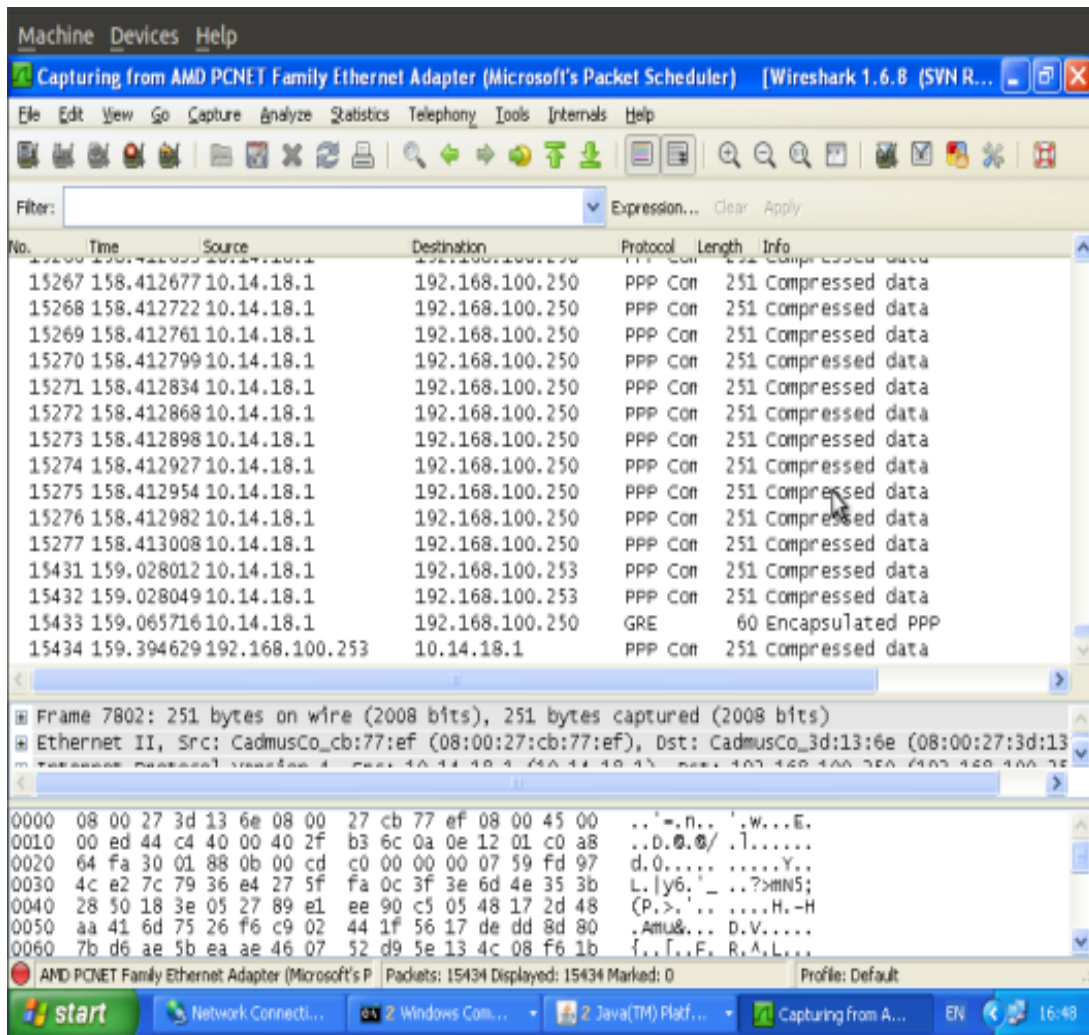 Machine Devices Help
Capturing from AMD PCNET Family Ethernet Adapter (Microsoft's Packet Scheduler) [Wireshark 1.6.8 (SVN R...
File Edit View Go Capture Analyze Statistics Telephony Tools Internals Help
Filter: Expression... Clear Apply
No. Time Source Destination Protocol Length Info
15267 158.412677 10.14.18.1 192.168.100.250 PPP Com 251 Compressed data
15268 158.412722 10.14.18.1 192.168.100.250 PPP Com 251 Compressed data
15269 158.412761 10.14.18.1 192.168.100.250 PPP Com 251 Compressed data
15270 158.412799 10.14.18.1 192.168.100.250 PPP Com 251 Compressed data
15271 158.412834 10.14.18.1 192.168.100.250 PPP Com 251 Compressed data
15272 158.412868 10.14.18.1 192.168.100.250 PPP Com 251 Compressed data
15273 158.412898 10.14.18.1 192.168.100.250 PPP Com 251 Compressed data
15274 158.412927 10.14.18.1 192.168.100.250 PPP Com 251 Compressed data
15275 158.412954 10.14.18.1 192.168.100.250 PPP Com 251 Compressed data
15276 158.412982 10.14.18.1 192.168.100.250 PPP Com 251 Compressed data
15277 158.413008 10.14.18.1 192.168.100.250 PPP Com 251 Compressed data
15431 159.028012 10.14.18.1 192.168.100.253 PPP Com 251 Compressed data
15432 159.028049 10.14.18.1 192.168.100.253 PPP Com 251 Compressed data
15433 159.065716 10.14.18.1 192.168.100.250 GRE 60 Encapsulated PPP
15434 159.394629 192.168.100.253 10.14.18.1 PPP Com 251 Compressed data
Frame 7802: 251 bytes on wire (2008 bits), 251 bytes captured (2008 bits)
Ethernet II, Src: CadmusCo_cb:77:ef (08:00:27:cb:77:ef), Dst: CadmusCo_3d:13:6e (08:00:27:3d:13
0000 08 00 27 3d 13 6e 08 00 27 cb 77 ef 08 00 45 00 ..'=.n.. '.w...E.
0010 00 ed 44 c4 40 00 40 2f b3 6c 0a 0e 12 01 c0 a8 ..D.@.@/ .l......
0020 64 fa 30 01 88 0b 00 cd c0 00 00 00 07 59 fd 97 d.0..... .....Y..
0030 4c e2 7c 79 36 e4 27 5f fa 0c 3f 3e 6d 4e 35 3b L.|y6.'_ ..?>mN5;
0040 28 50 18 3e 05 27 89 e1 ee 90 c5 05 48 17 2d 48 (P.>.'.. ....H.-H
0050 aa 41 6d 75 26 f6 c9 02 44 1f 56 17 de dd 8d 80 .Amu&... D.V.....
0060 7b d6 ae 5b ea ae 46 07 52 d9 5e 13 4c 08 f6 1b {..[..F. R.^.L...
AMD PCNET Family Ethernet Adapter (Microsoft's P Packets: 15434 Displayed: 15434 Marked: 0 Profile: Default
start Network Connecti... 2 Windows Com... 2 Java(TM) Platf... Capturing from A... EN 16:48